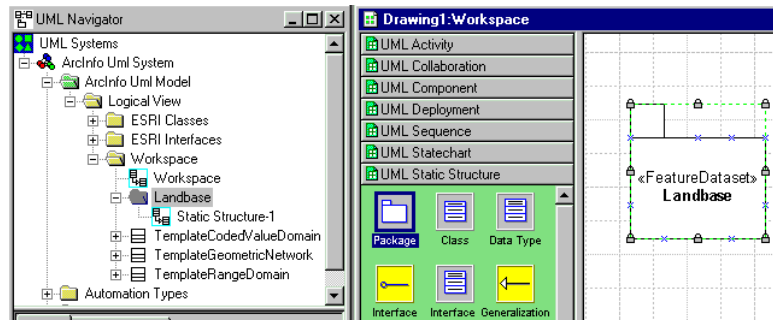 UML Navigator
UML Systems
ArcInfo Uml System
ArcInfo Uml Model
Logical View
ESRI Classes
ESRI Interfaces
Workspace
Workspace
Landbase
Static Structure-1
TemplateCodedValueDomain
TemplateGeometricNetwork
TemplateRangeDomain
Automation Types
Drawing1:Workspace
UML Activity
UML Collaboration
UML Component
UML Deployment
UML Sequence
UML Statechart
UML Static Structure
Package Class Data Type
Interface Interface Generalization
«FeatureDataset»
Landbase